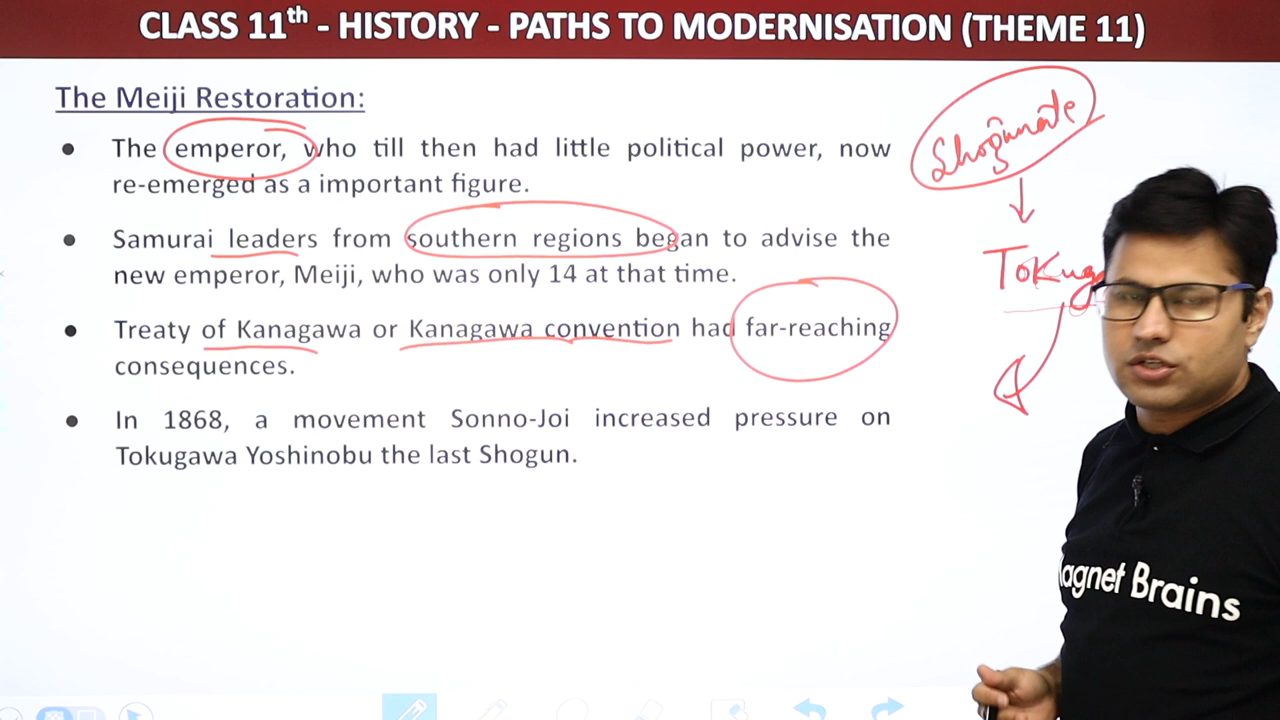 CLASS 11th - HISTORY - PATHS TO MODERNISATION (THEME 11)
The Meiji Restoration:
• The emperor, who till then had little political power, now
re-emerged as a important figure.
• Samurai leaders from southern regions began to advise the
new emperor, Meiji, who was only 14 at that time.
• Treaty of Kanagawa or Kanagawa convention had far-reaching
consequences.
• In 1868, a movement Sonno-Joi increased pressure on
Tokugawa Yoshinobu the last Shogun.
Shogunate
Tokuga
Magnet Brains